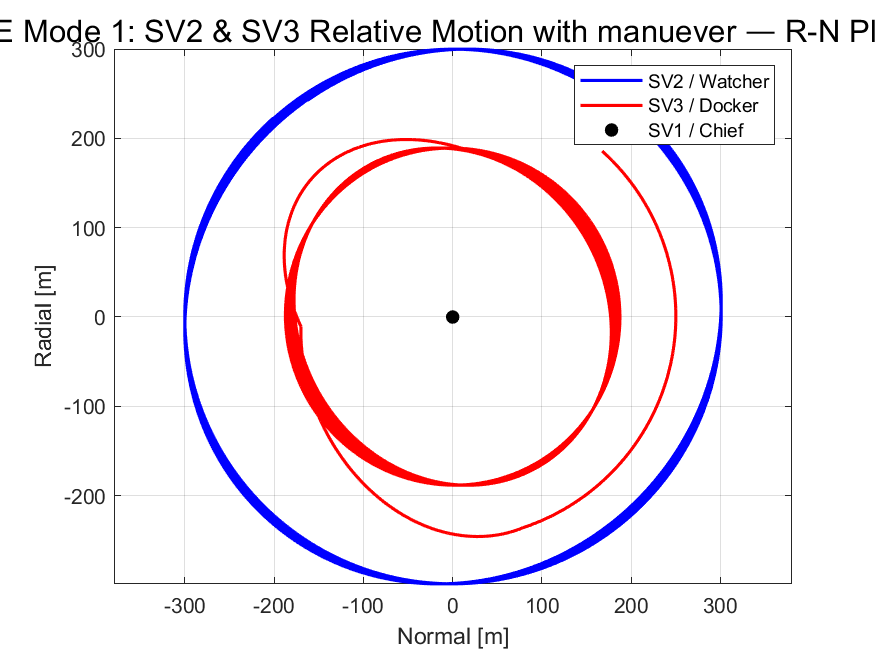 E Mode 1: SV2 & SV3 Relative Motion with manuever — R-N Pl
SV2 / Watcher
SV3 / Docker
SV1 / Chief
300
200
100
0
-100
-200
Radial [m]
-300
-200
-100
0
100
200
300
Normal [m]